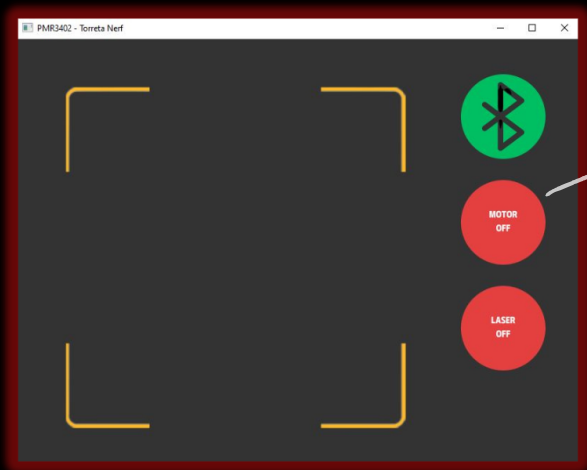 PMR3402 - Torreta Nerf
MOTOR
OFF
LASER
OFF